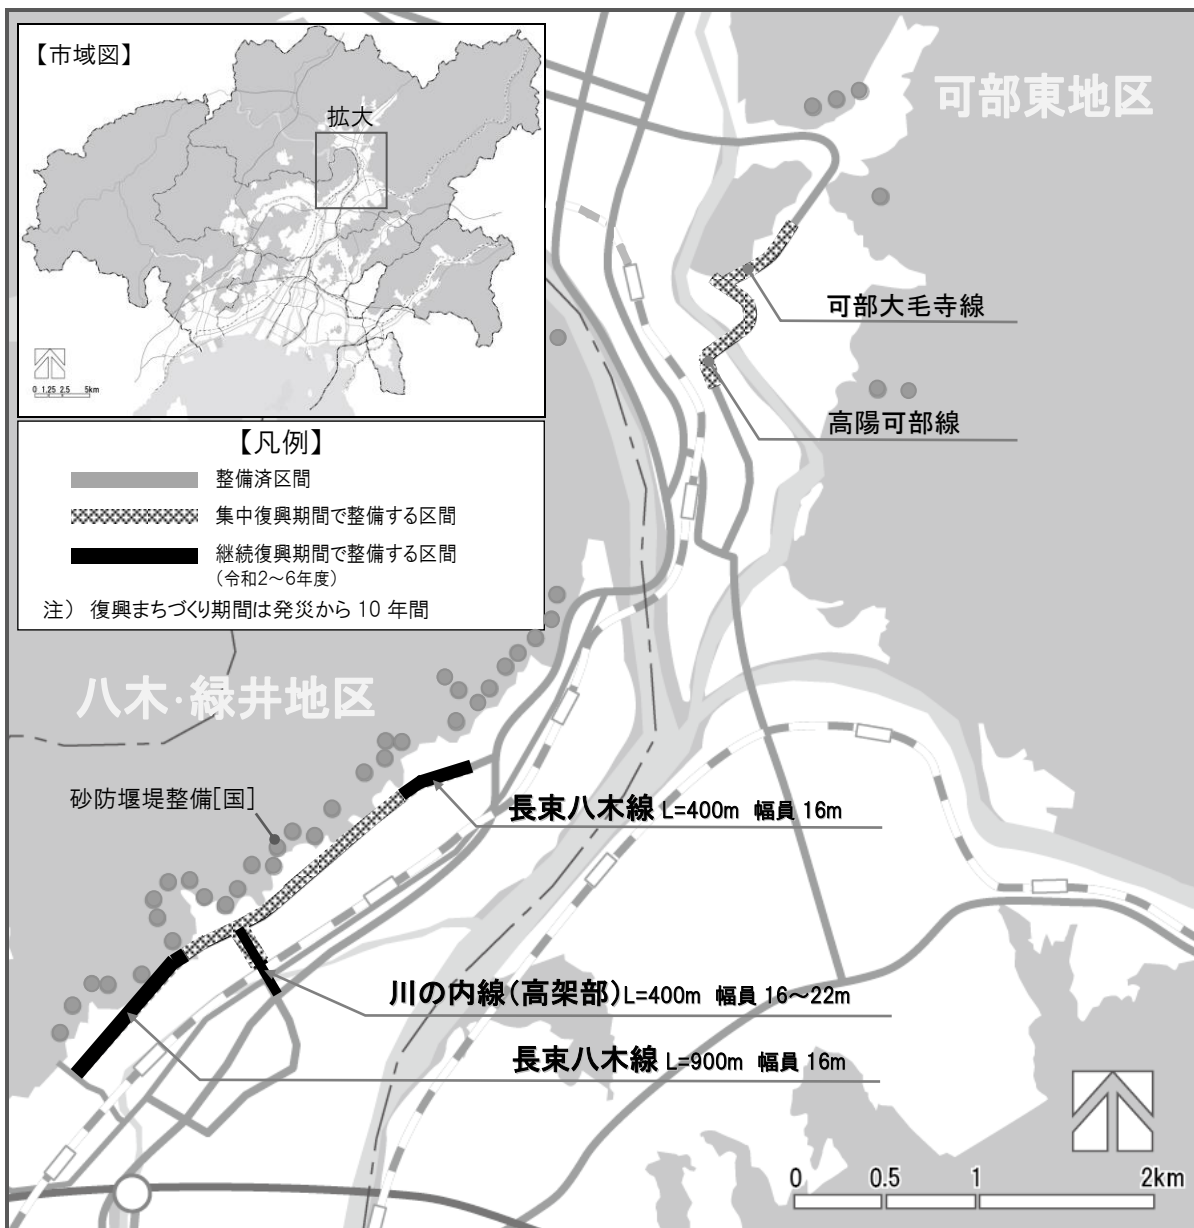 【市域図】
拡大
0 1.25 2.5 5km
【凡例】
整備済区間
集中復興期間で整備する区間
継続復興期間で整備する区間
（令和2～6年度）
注） 復興まちづくり期間は発災から 10 年間
可部東地区
可部大毛寺線
高陽可部線
八木・緑井地区
砂防堰堤整備[国]
長束八木線 L=400m 幅員 16m
川の内線（高架部）L=400m 幅員 16～22m
長束八木線 L=900m 幅員 16m
0 0.5 1 2km